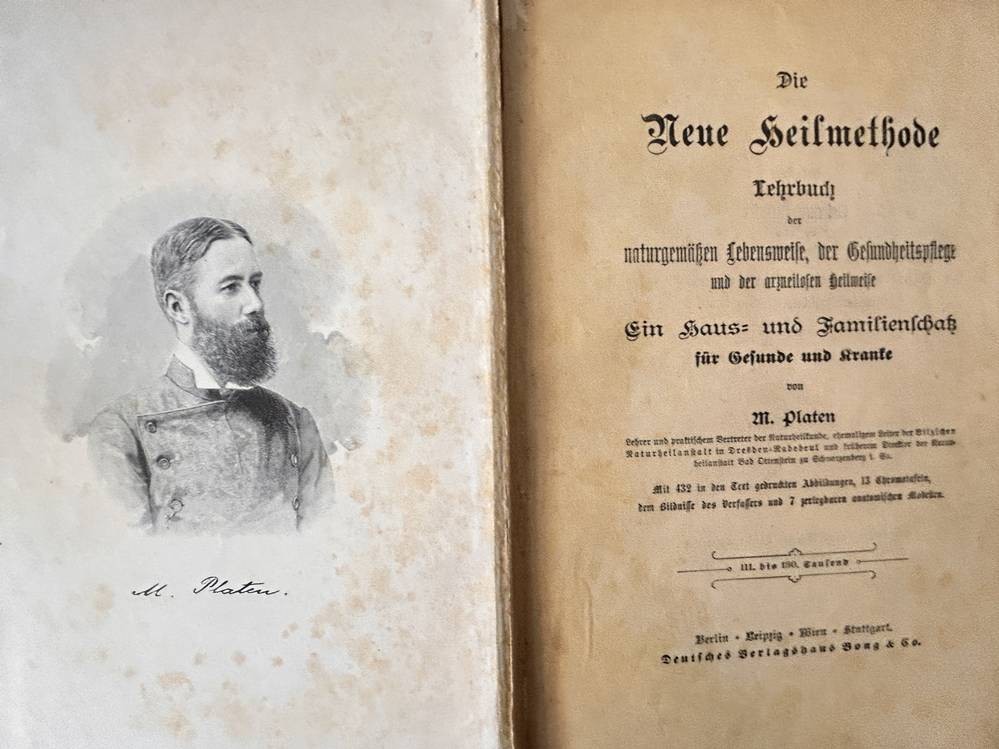 M. Platen.
Die
Neue Heilmethode
Lehrbuch
der
naturgemäßen Lebensweise, der Gesundheitspflege
und der arzneilosen Heilweise
Ein Haus= und Familienschatz
für Gesunde und Kranke
von
M. Platen
Lehrer und praktischem Vertreter der Naturheilkunde, ehemaligem Leiter der Bilzschen
Naturheilanstalt in Dresden=Radebeul und früherem Direktor der Natur=
heilanstalt Bad Ottenstein zu Schwarzenberg i. Sa.
Mit 432 in den Text gedruckten Abbildungen, 13 Chromotafeln,
dem Bildnisse des Verfassers und 7 zerlegbaren anatomischen Modellen.
111. bis 130. Tausend
Berlin • Leipzig • Wien • Stuttgart.
Deutsches Verlagshaus Bong & Co.